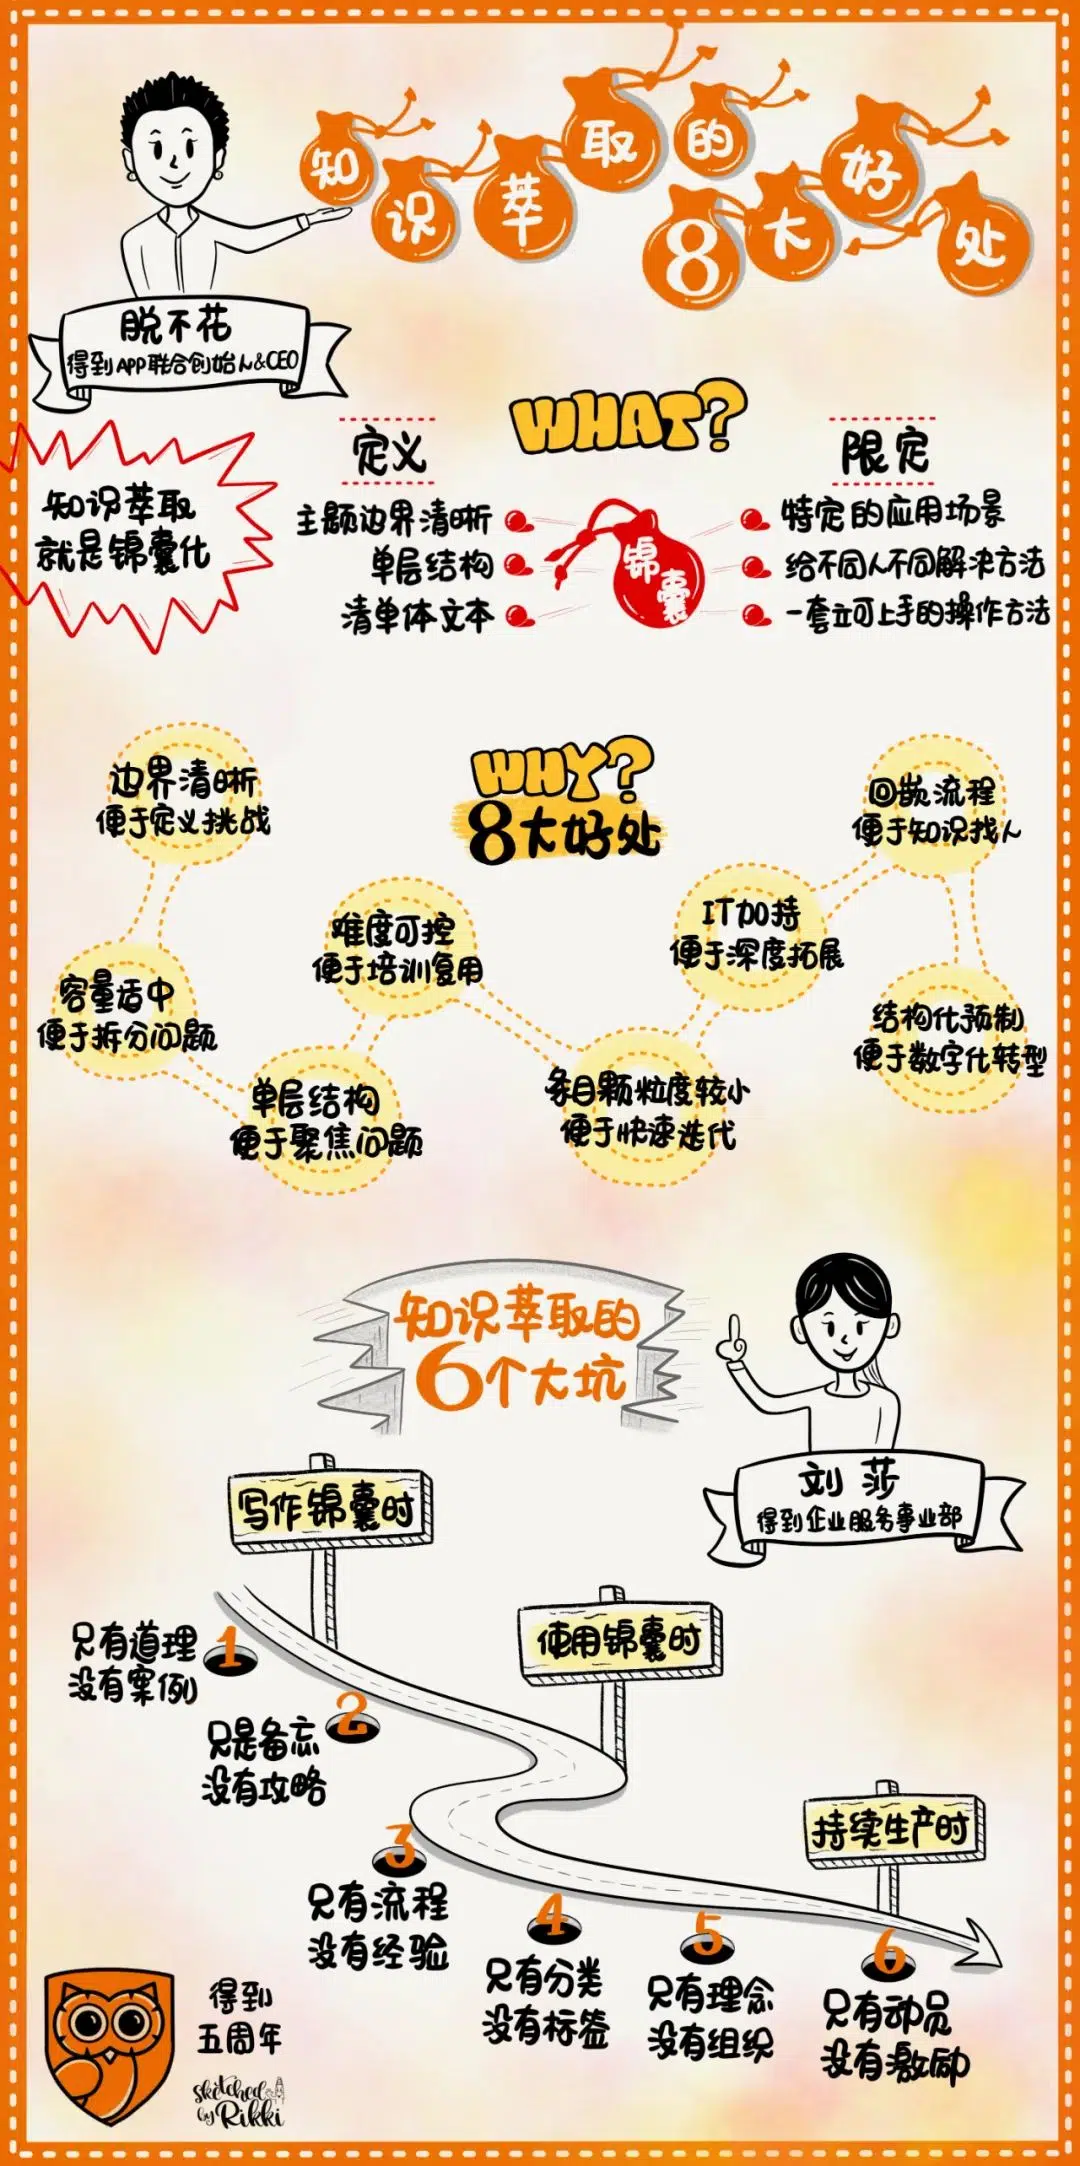 知识萃取的
8大好处
脱不花
得到APP联合创始人&CEO
知识萃取
就是锦囊化
WHAT?
定义
主题边界清晰
单层结构
清单体文本
锦囊
限定
特定的应用场景
给不同人不同解决方法
一套立可上手的操作方法
WHY?
8大好处
边界清晰
便于定义挑战
容量适中
便于拆分问题
单层结构
便于聚焦问题
难度可控
便于培训复用
条目颗粒度较小
便于快速迭代
IT加持
便于深度拓展
回嵌流程
便于知识找人
结构化预制
便于数字化转型
知识萃取的
6个大坑
刘莎
得到企业服务事业部
写作锦囊时
1
只有道理
没有案例
2
只是备忘
没有攻略
使用锦囊时
3
只有流程
没有经验
4
只有分类
没有标签
持续生产时
5
只有理念
没有组织
6
只有动员
没有激励
得到
五周年
sketched
by Rikki